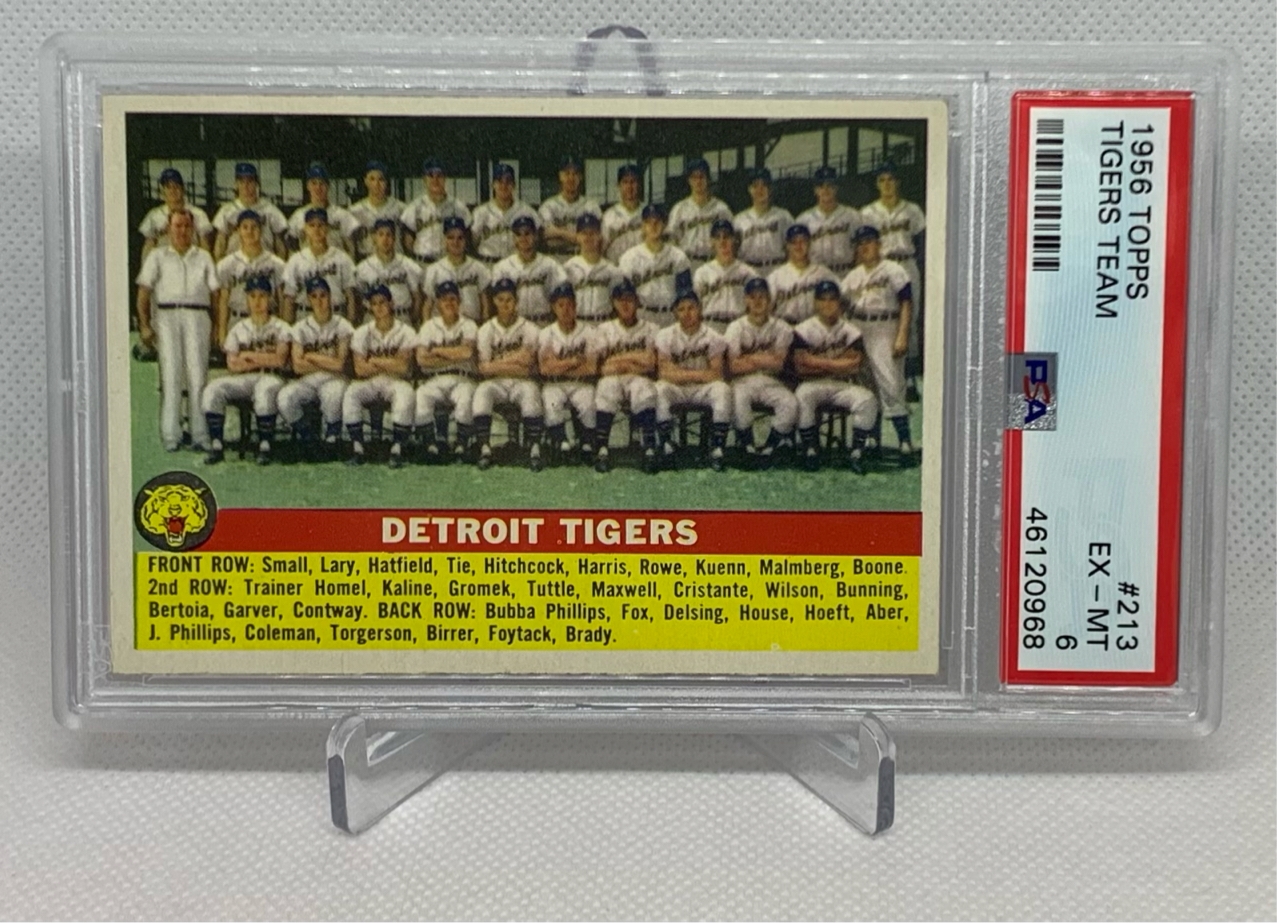 DETROIT TIGERS
FRONT ROW: Small, Lary, Hatfield, Tie, Hitchcock, Harris, Rowe, Kuenn, Malmberg, Boone.
2nd ROW: Trainer Homel, Kaline, Gromek, Tuttle, Maxwell, Cristante, Wilson, Bunning,
Bertoia, Garver, Contway. BACK ROW: Bubba Phillips, Fox, Delsing, House, Hoeft, Aber,
J. Phillips, Coleman, Torgerson, Birrer, Foytack, Brady.
1956 TOPPS
TIGERS TEAM
PSA
#213
EX - MT
6
46120968